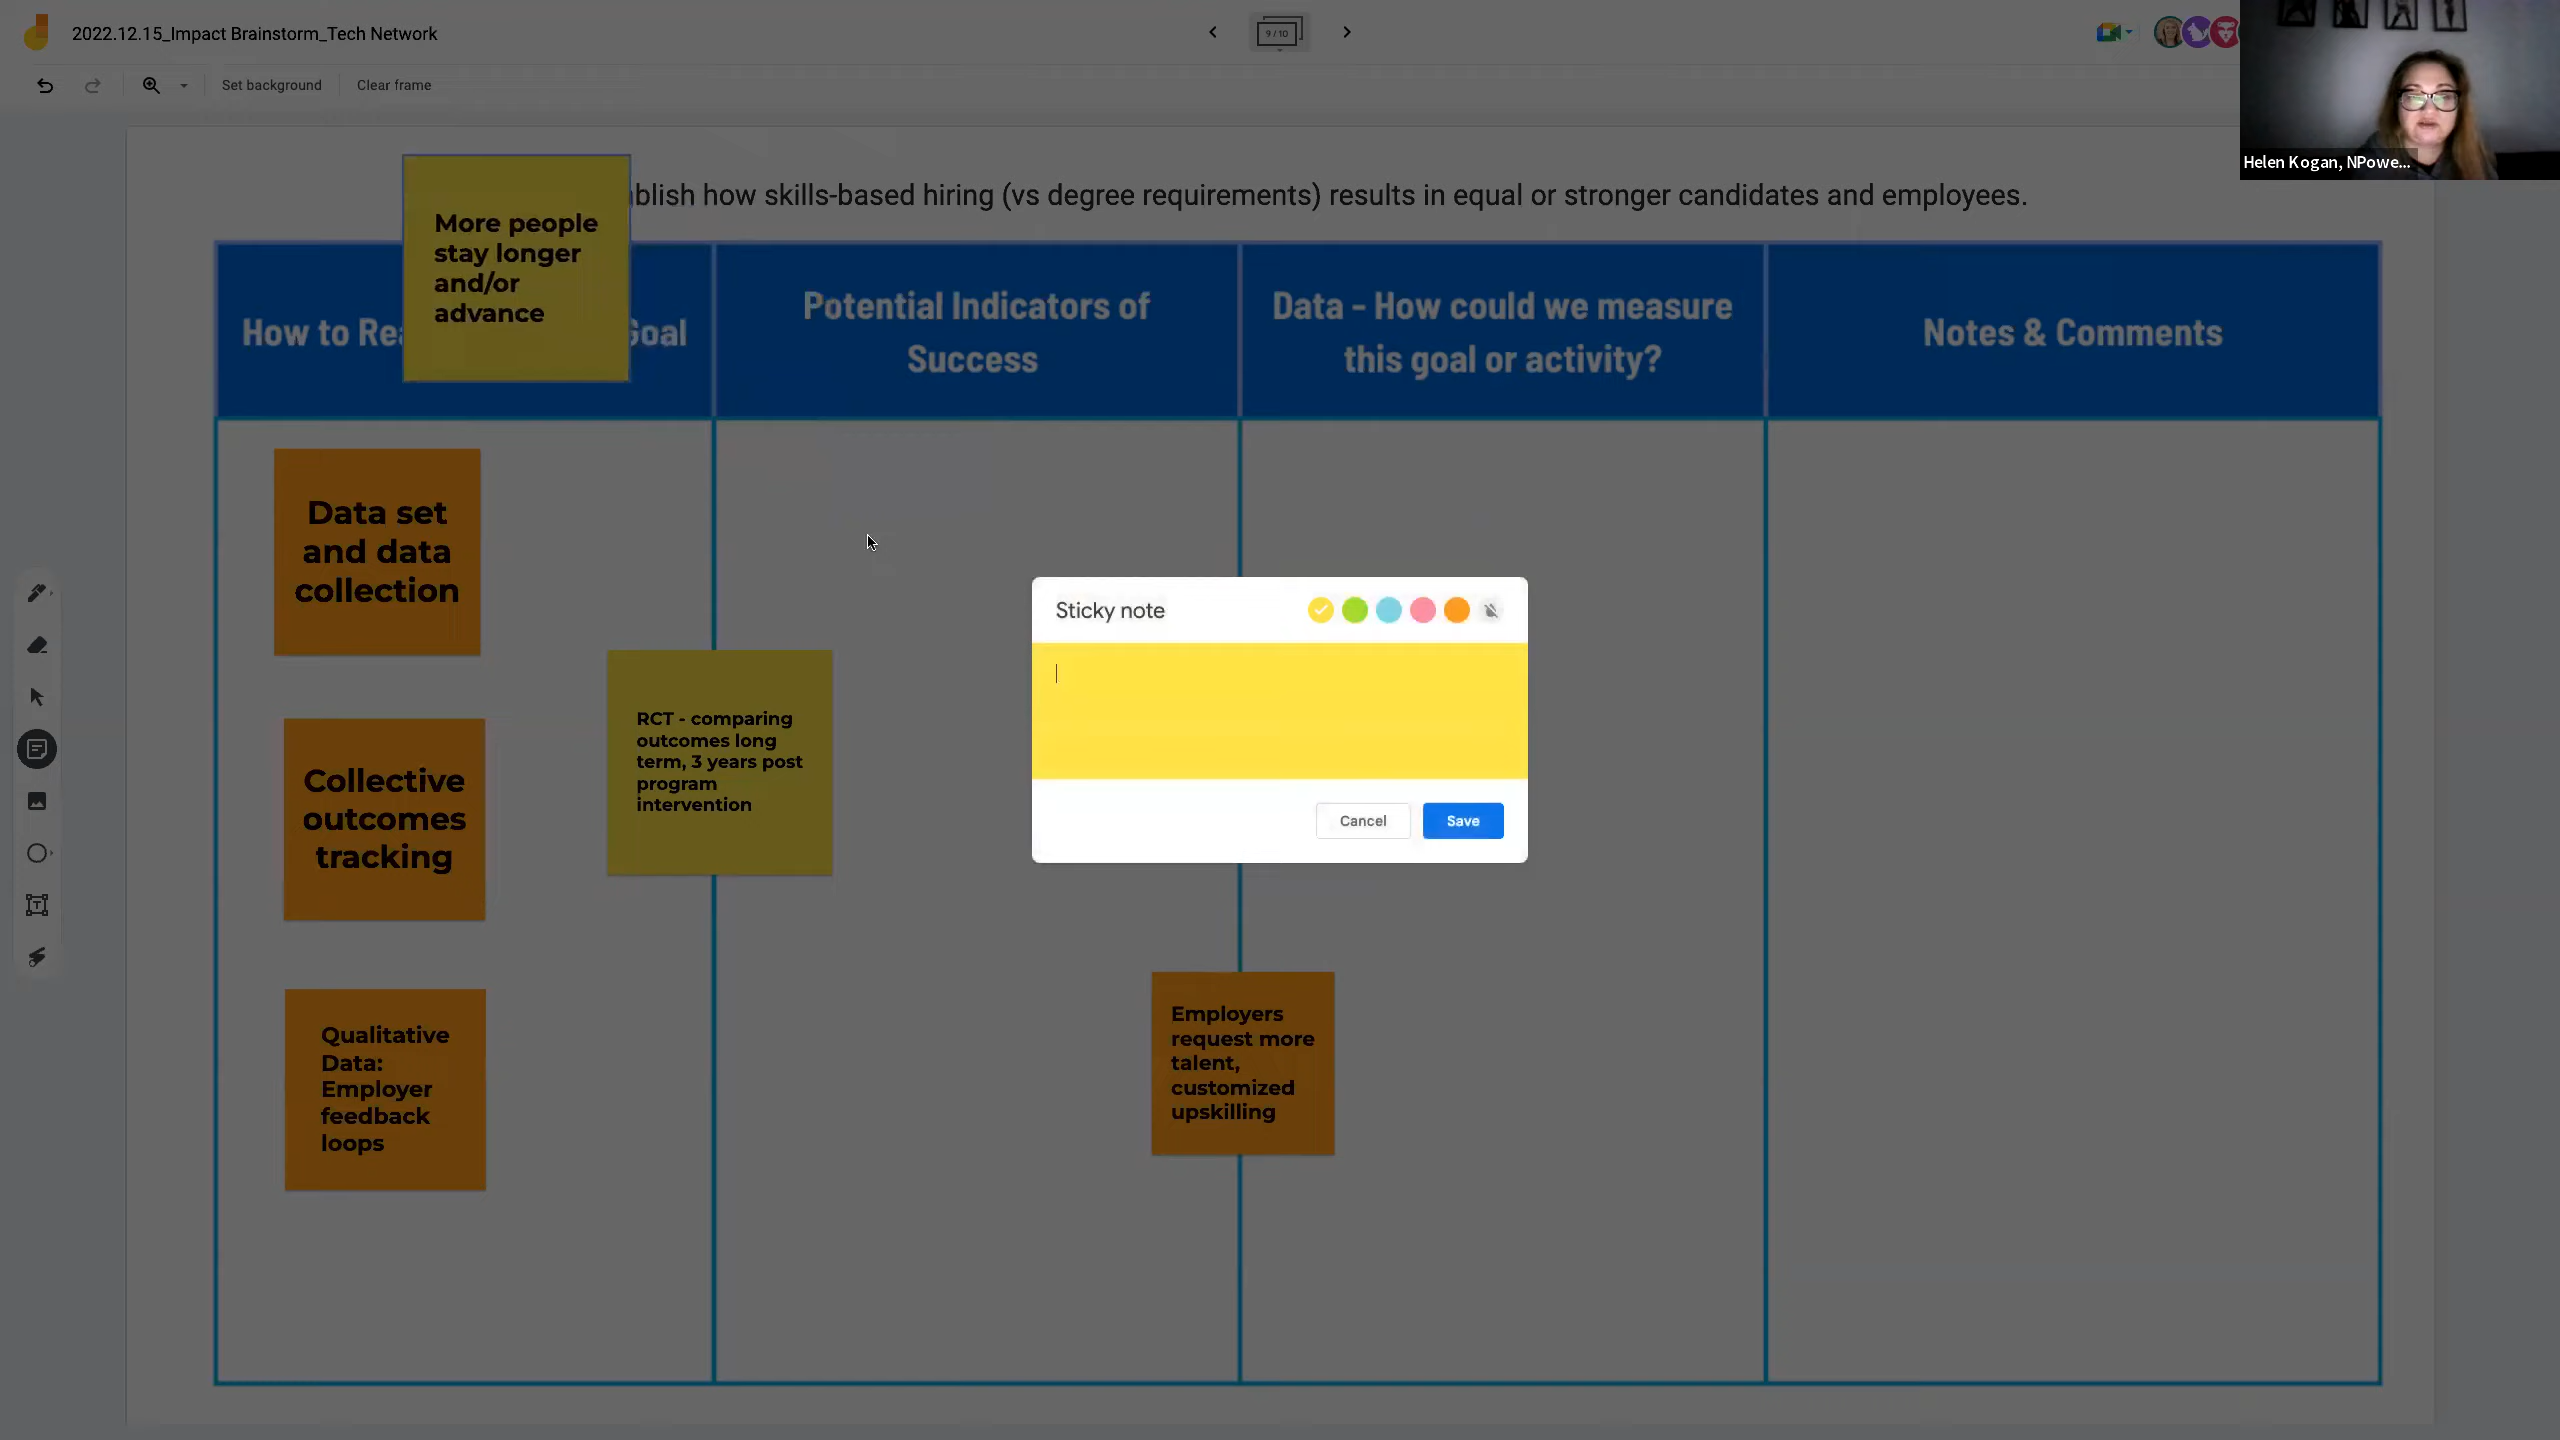 2022.12.15_Impact Brainstorm_Tech Network
9 / 10
Set background
Clear frame
Helen Kogan, NPowe...
blish how skills-based hiring (vs degree requirements) results in equal or stronger candidates and employees.
More people
stay longer
and/or
advance
How to Rea
Goal
Potential Indicators of
Success
Data - How could we measure
this goal or activity?
Notes & Comments
Data set
and data
collection
Sticky note
Collective
outcomes
tracking
RCT - comparing
outcomes long
term, 3 years post
program
intervention
Cancel
Save
Qualitative
Data:
Employer
feedback
loops
Employers
request more
talent,
customized
upskilling